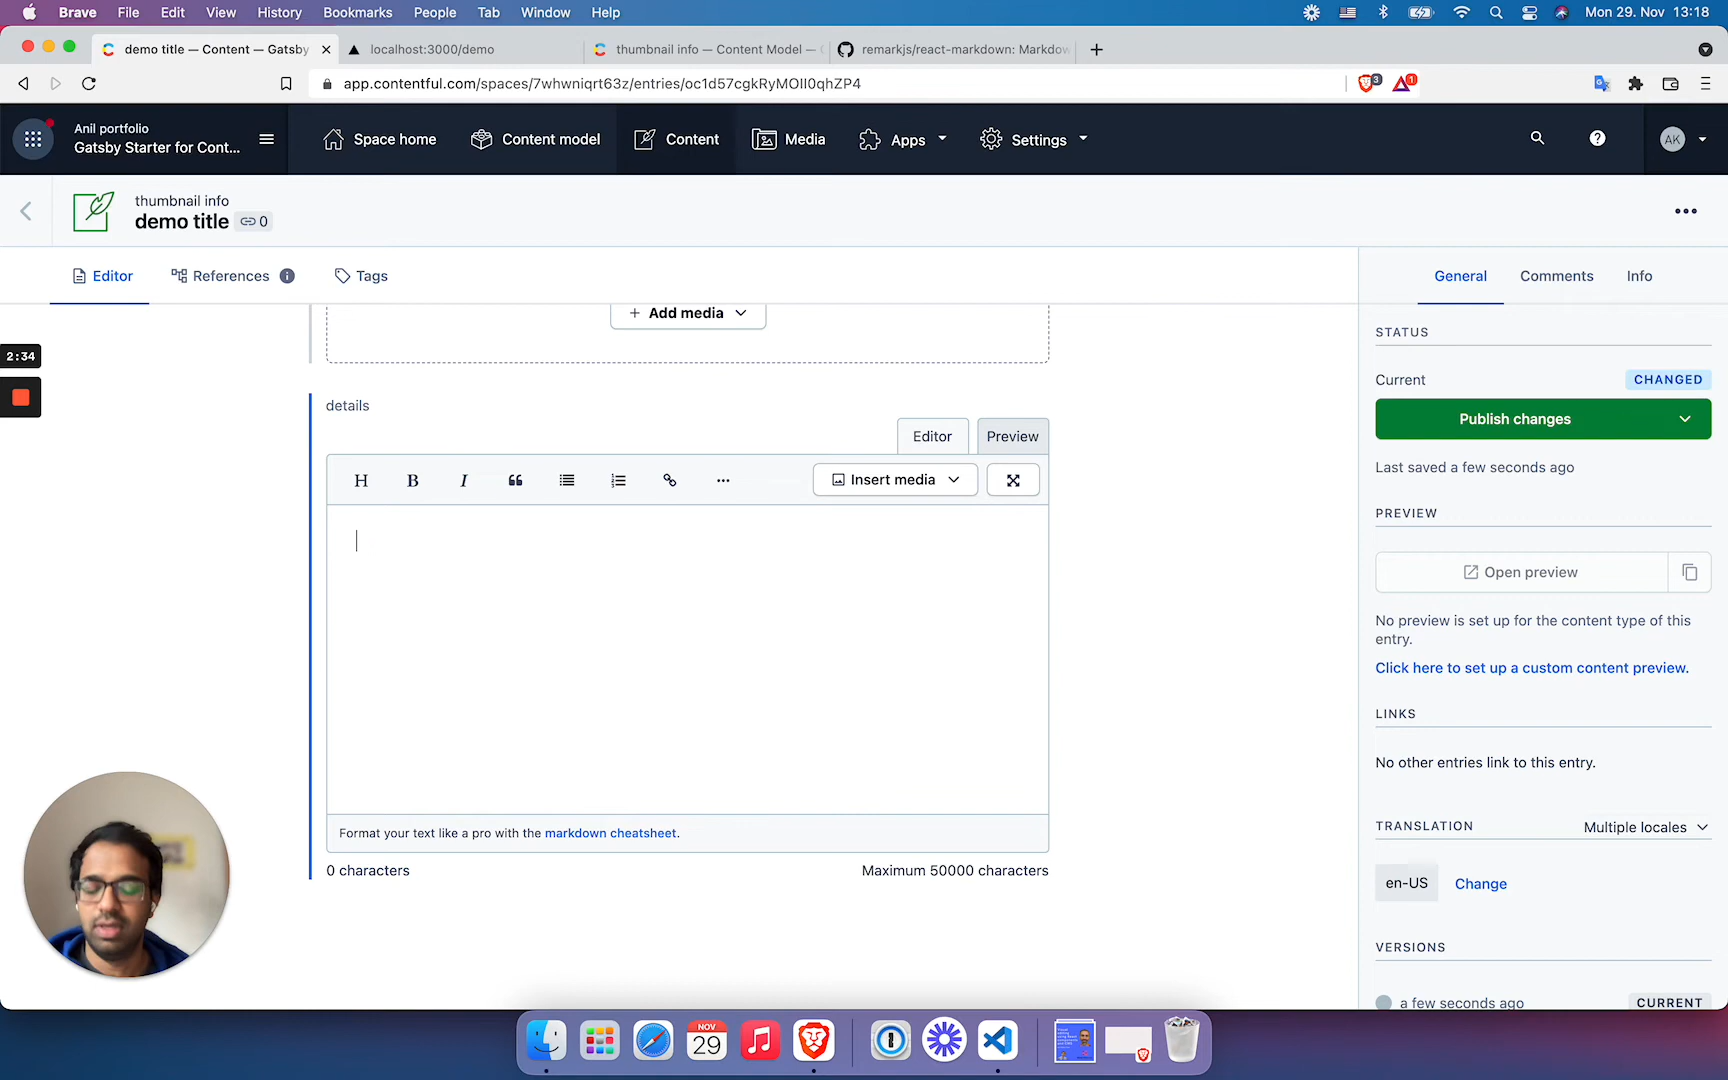 Brave File Edit View History Bookmarks People Tab Window Help Mon 29. Nov 13:18
demo title — Content — Gatsby localhost:3000/demo thumbnail info — Content Model — remarkjs/react-markdown: Markdow
app.contentful.com/spaces/7whwniqrt63z/entries/oc1d57cgkRyMOII0qhZP4 3 1
Anil portfolio
Gatsby Starter for Cont...
Space home Content model Content Media Apps Settings AK
thumbnail info
demo title 0
Editor References Tags
General Comments Info
2:34
+ Add media
details
Editor Preview
H B I Insert media
Format your text like a pro with the markdown cheatsheet.
0 characters Maximum 50000 characters
STATUS
Current CHANGED
Publish changes
Last saved a few seconds ago
PREVIEW
Open preview
No preview is set up for the content type of this
entry.
Click here to set up a custom content preview.
LINKS
No other entries link to this entry.
TRANSLATION Multiple locales
en-US Change
VERSIONS
a few seconds ago CURRENT
NOV
29